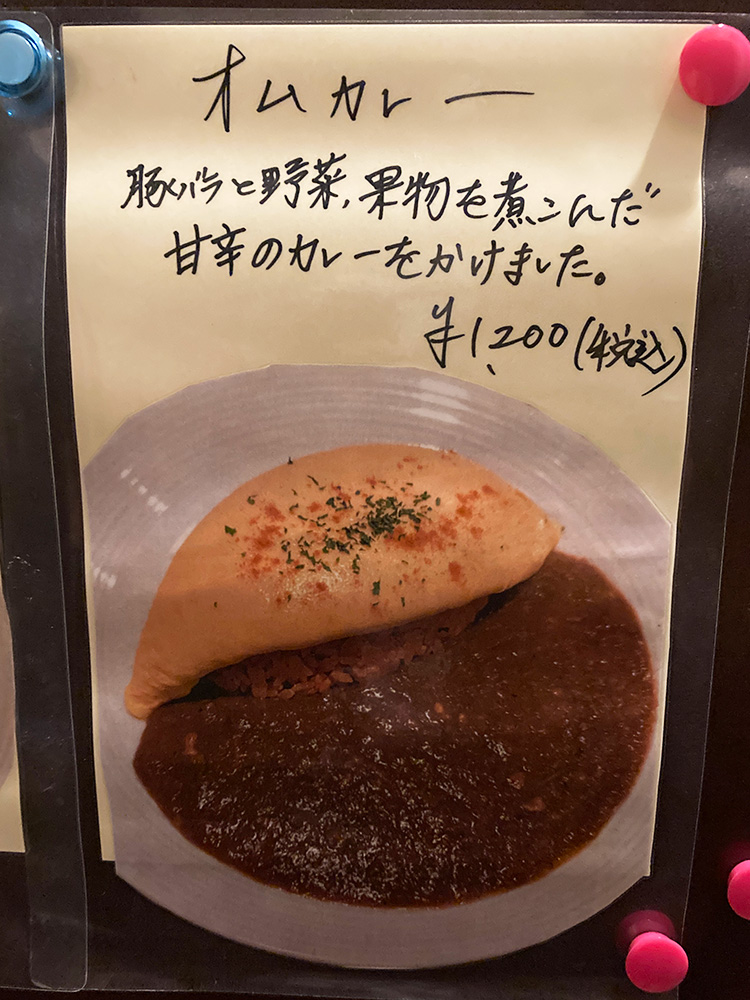 オムカレー
豚バラと野菜、果物を煮こんだ
甘辛のカレーをかけました。
¥1,200(税込)